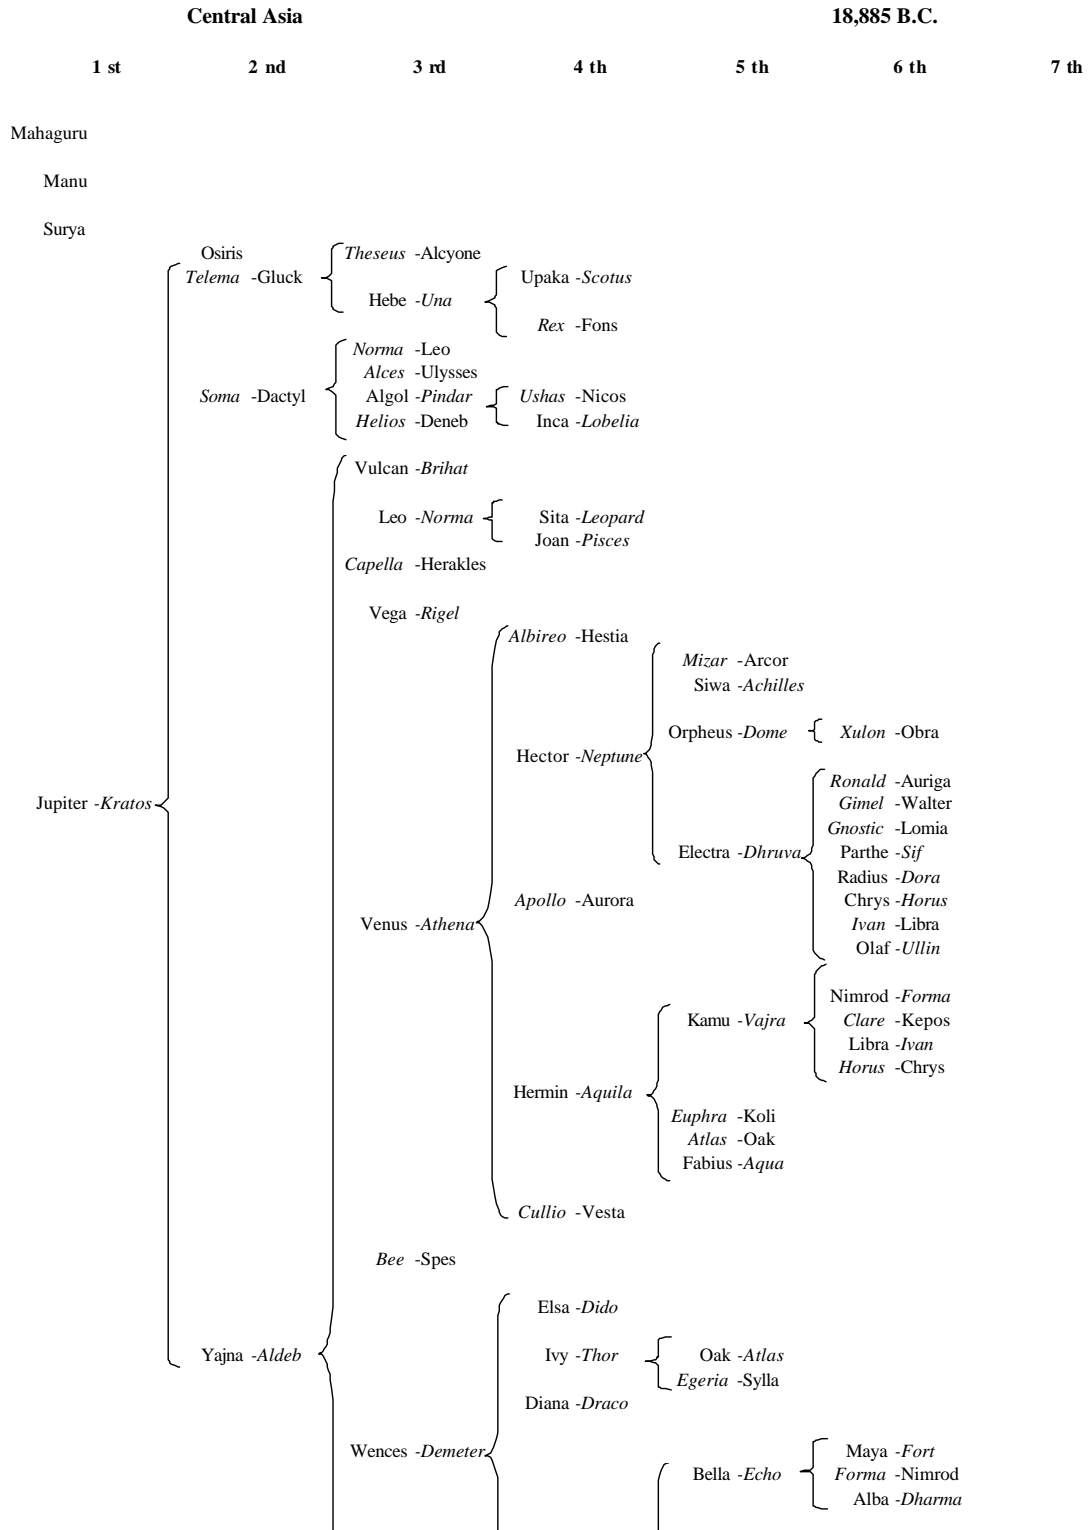 Central Asia 18,885 B.C.
1 st 2 nd 3 rd 4 th 5 th 6 th 7 th
Mahaguru
Manu
Surya
Osiris Theseus -Alcyone
Telema -Gluck Upaka -Scotus
Hebe -Una
Rex -Fons
Norma -Leo
Alces -Ulysses
Soma -Dactyl Algol -Pindar Ushas -Nicos
Helios -Deneb Inca -Lobelia
Vulcan -Brihat
Leo -Norma Sita -Leopard
Joan -Pisces
Capella -Herakles
Vega -Rigel
Albireo -Hestia
Mizar -Arcor
Siwa -Achilles
Orpheus -Dome Xulon -Obra
Hector -Neptune
Ronald -Auriga
Jupiter -Kratos Gimel -Walter
Gnostic -Lomia
Electra -Dhruva Parthe -Sif
Radius -Dora
Apollo -Aurora Chrys -Horus
Venus -Athena Ivan -Libra
Olaf -Ullin
Nimrod -Forma
Kamu -Vajra Clare -Kepos
Libra -Ivan
Horus -Chrys
Hermin -Aquila
Euphra -Koli
Atlas -Oak
Fabius -Aqua
Cullio -Vesta
Bee -Spes
Elsa -Dido
Yajna -Aldeb Ivy -Thor Oak -Atlas
Egeria -Sylla
Diana -Draco
Wences -Demeter Maya -Fort
Bella -Echo Forma -Nimrod
Alba -Dharma